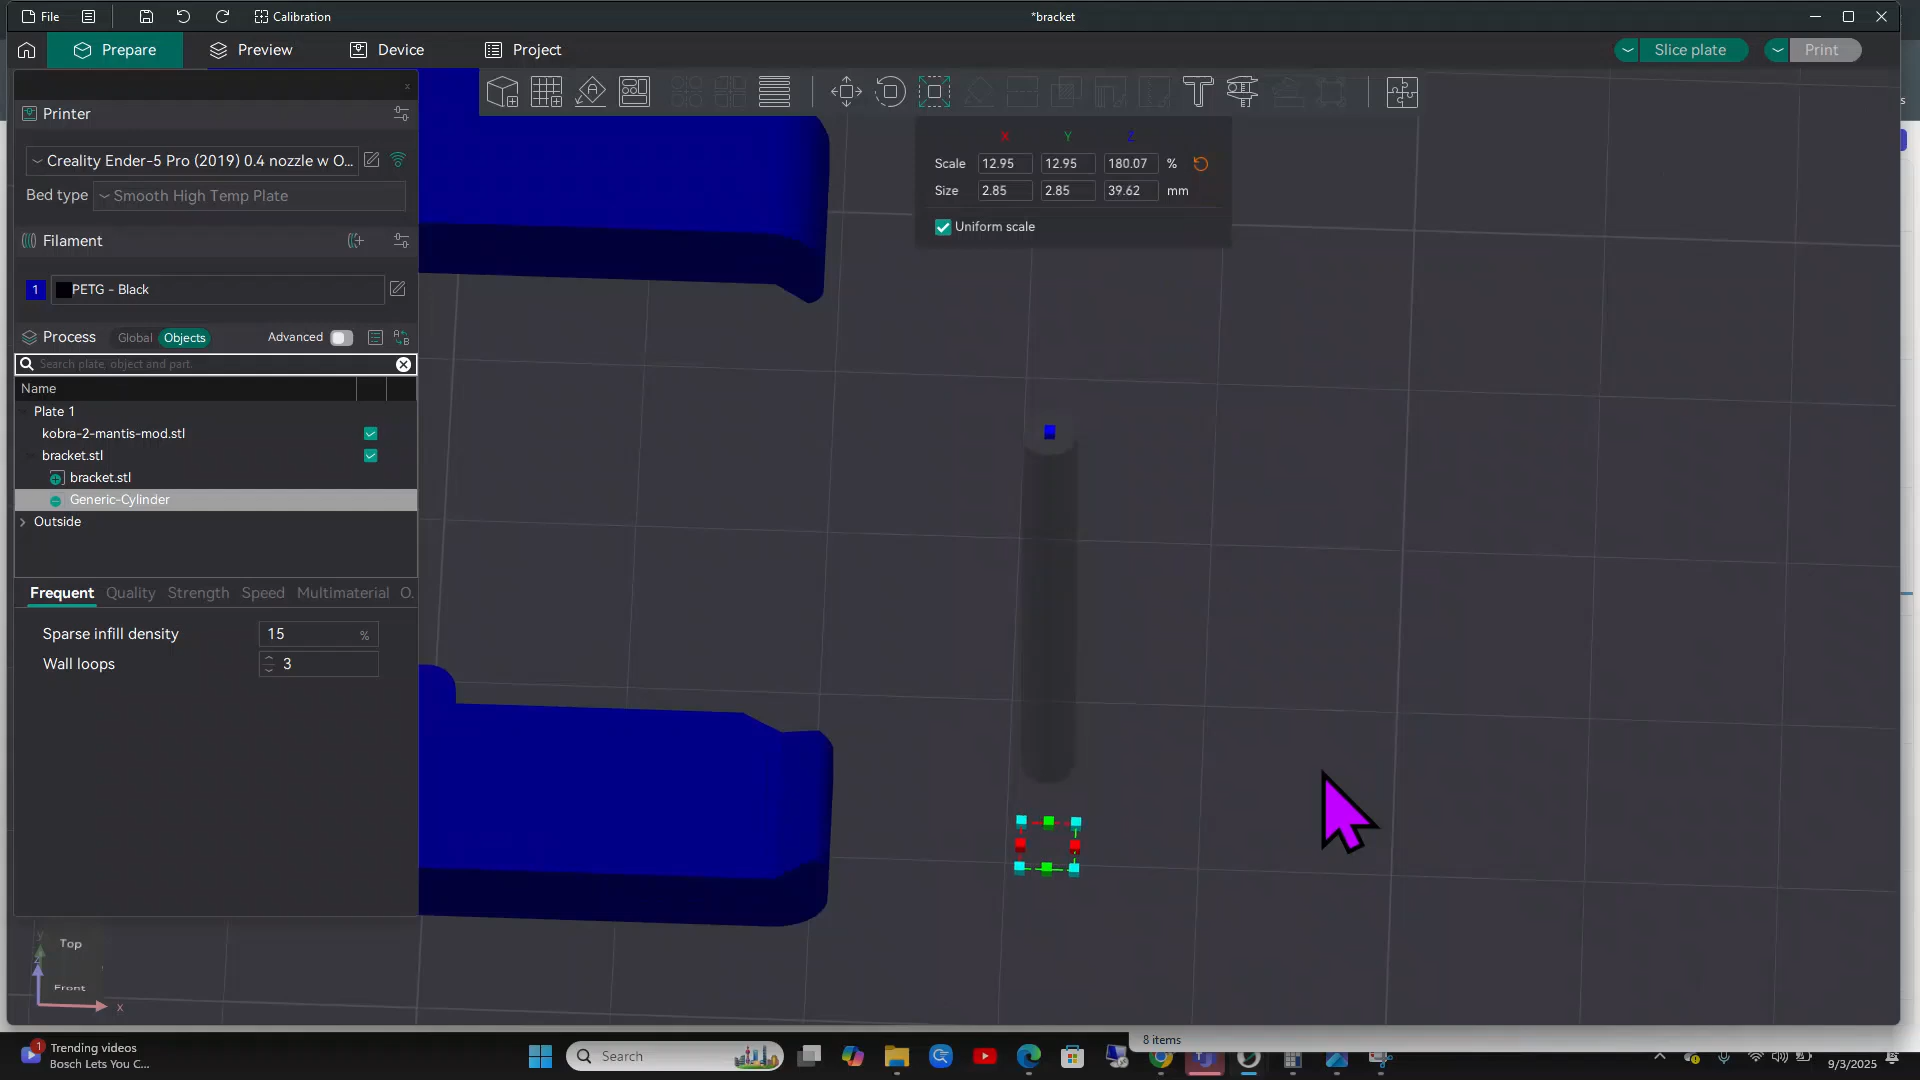 File
Calibration
*bracket
Prepare
Preview
Device
Project
Slice plate
Print
Printer
Creality Ender-5 Pro (2019) 0.4 nozzle w O...
Bed type
Smooth High Temp Plate
Filament
1
PETG - Black
Process
Global
Objects
Advanced
Search plate, object and part.
Name
Plate 1
kobra-2-mantis-mod.stl
bracket.stl
bracket.stl
Generic-Cylinder
Outside
Frequent Quality Strength Speed Multimaterial O.
Sparse infill density 15 %
Wall loops 3
X Y Z
Scale 12.95 12.95 180.07 %
Size 2.85 2.85 39.62 mm
Uniform scale
Top
Front
y
z
x
8 items
1
Trending videos
Bosch Lets You C...
Search
9/3/2025